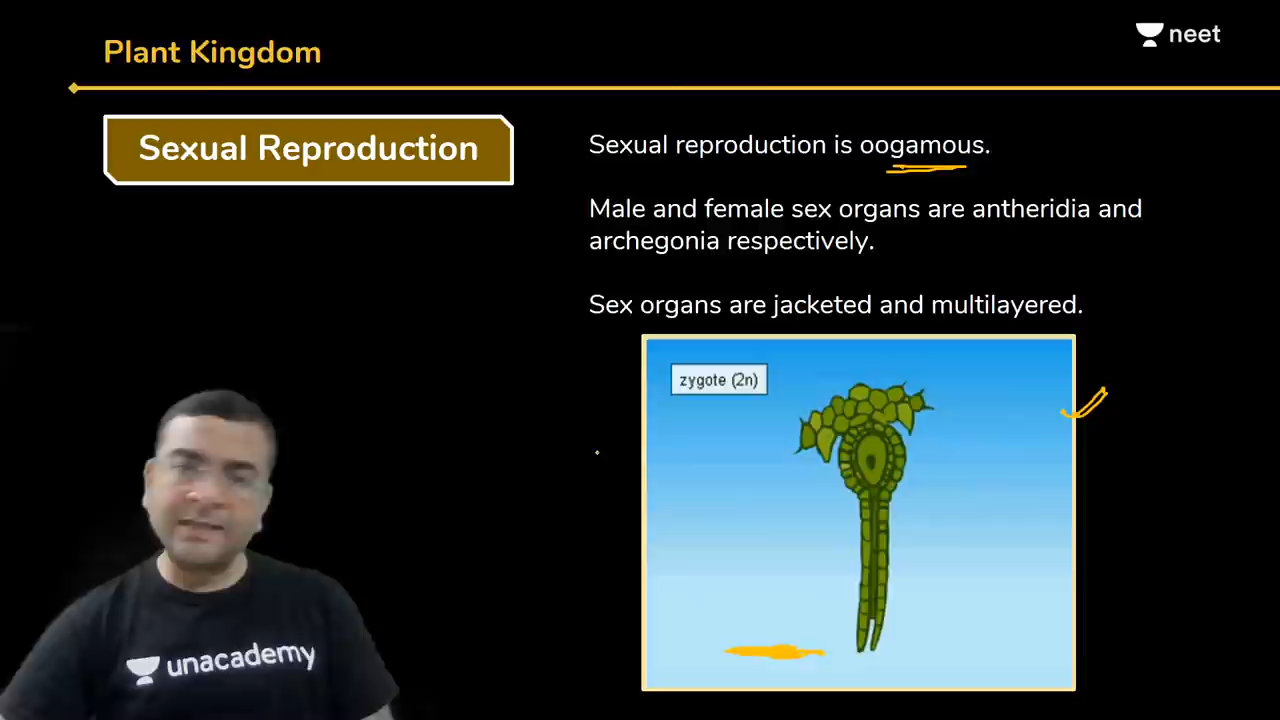 Plant Kingdom
neet
Sexual Reproduction
Sexual reproduction is oogamous.
Male and female sex organs are antheridia and
archegonia respectively.
Sex organs are jacketed and multilayered.
zygote (2n)
unacademy